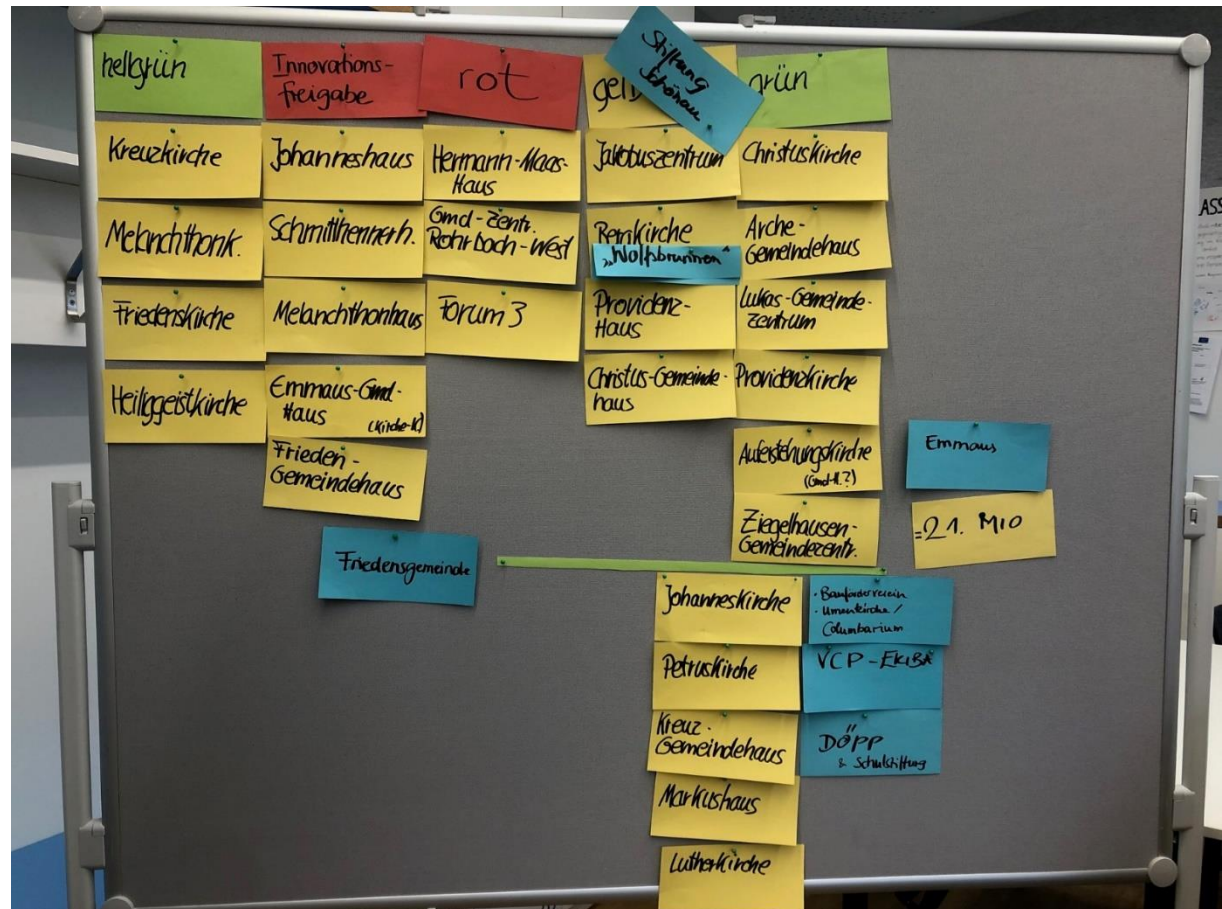 hellgrün
Kreuzkirche
Melanchthonk.
Friedenskirche
Heiliggeistkirche
Innovations-
freigabe
Johanneshaus
Schmitthennerh.
Melanchthonhaus
Emmaus-Gmd-
Haus
(Kirche-K)
Frieden-
Gemeindehaus
Friedensgemeinde
rot
Hermann-Maas-
Haus
Gmd-Zentr.
Rohrbach-West
Forum 3
gelb
Stiftung
Schönau
Jakobuszentrum
"Wolfsbrunnen"
Providenz-
Haus
Christus-Gemeinde-
haus
grün
Christuskirche
Arche-
Gemeindehaus
Lukas-Gemeinde-
zentrum
Providenzkirche
Auferstehungskirche
(Gmd-H.?)
Ziegelhausen-
Gemeindezentr.
Emmaus
=21. MIO
Johanneskirche
Petruskirche
Kreuz-
Gemeindehaus
Markushaus
Lutherkirche
- Bauförderverein
- Urnenkirche /
Columbarium
VCP-EKIBA
DÖPP
& Schulstiftung